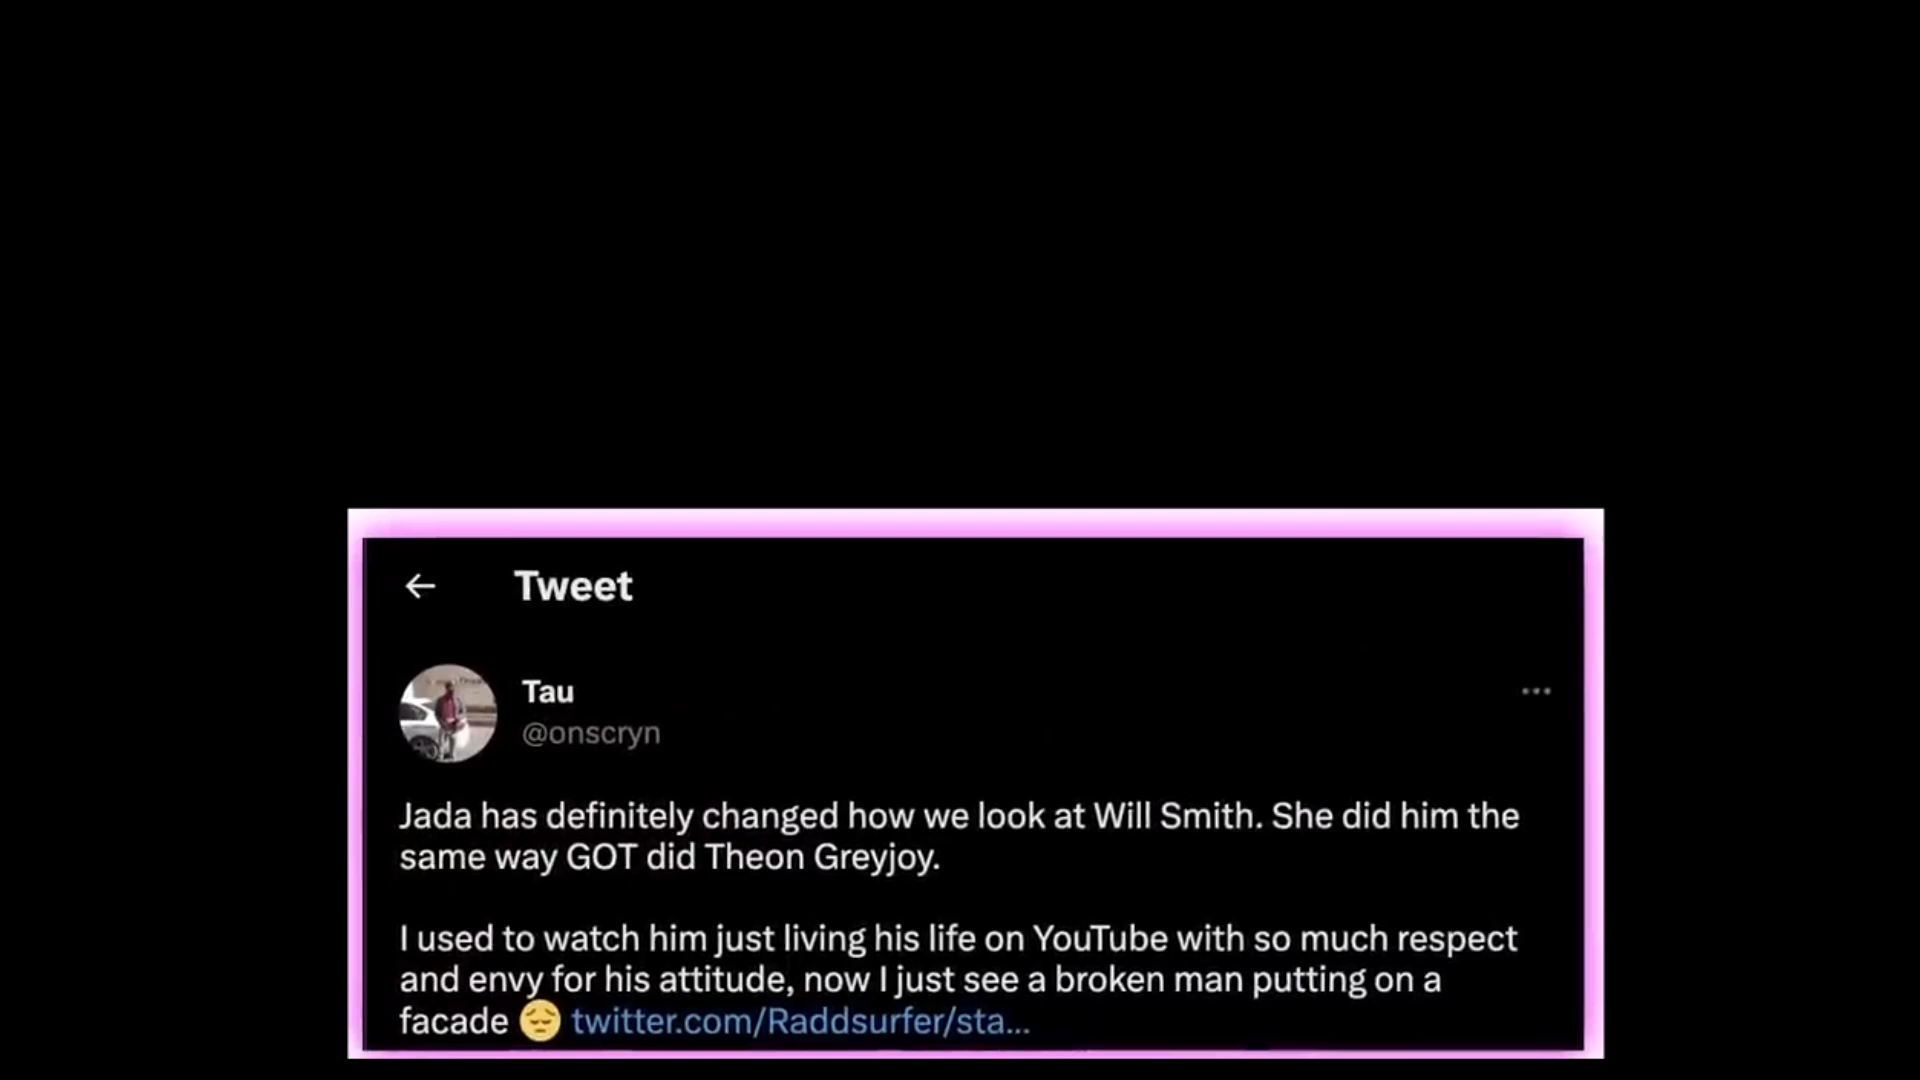 Tweet
Tau
@onscryn
Jada has definitely changed how we look at Will Smith. She did him the
same way GOT did Theon Greyjoy.
I used to watch him just living his life on YouTube with so much respect
and envy for his attitude, now I just see a broken man putting on a
facade 😔 twitter.com/Raddsurfer/sta...